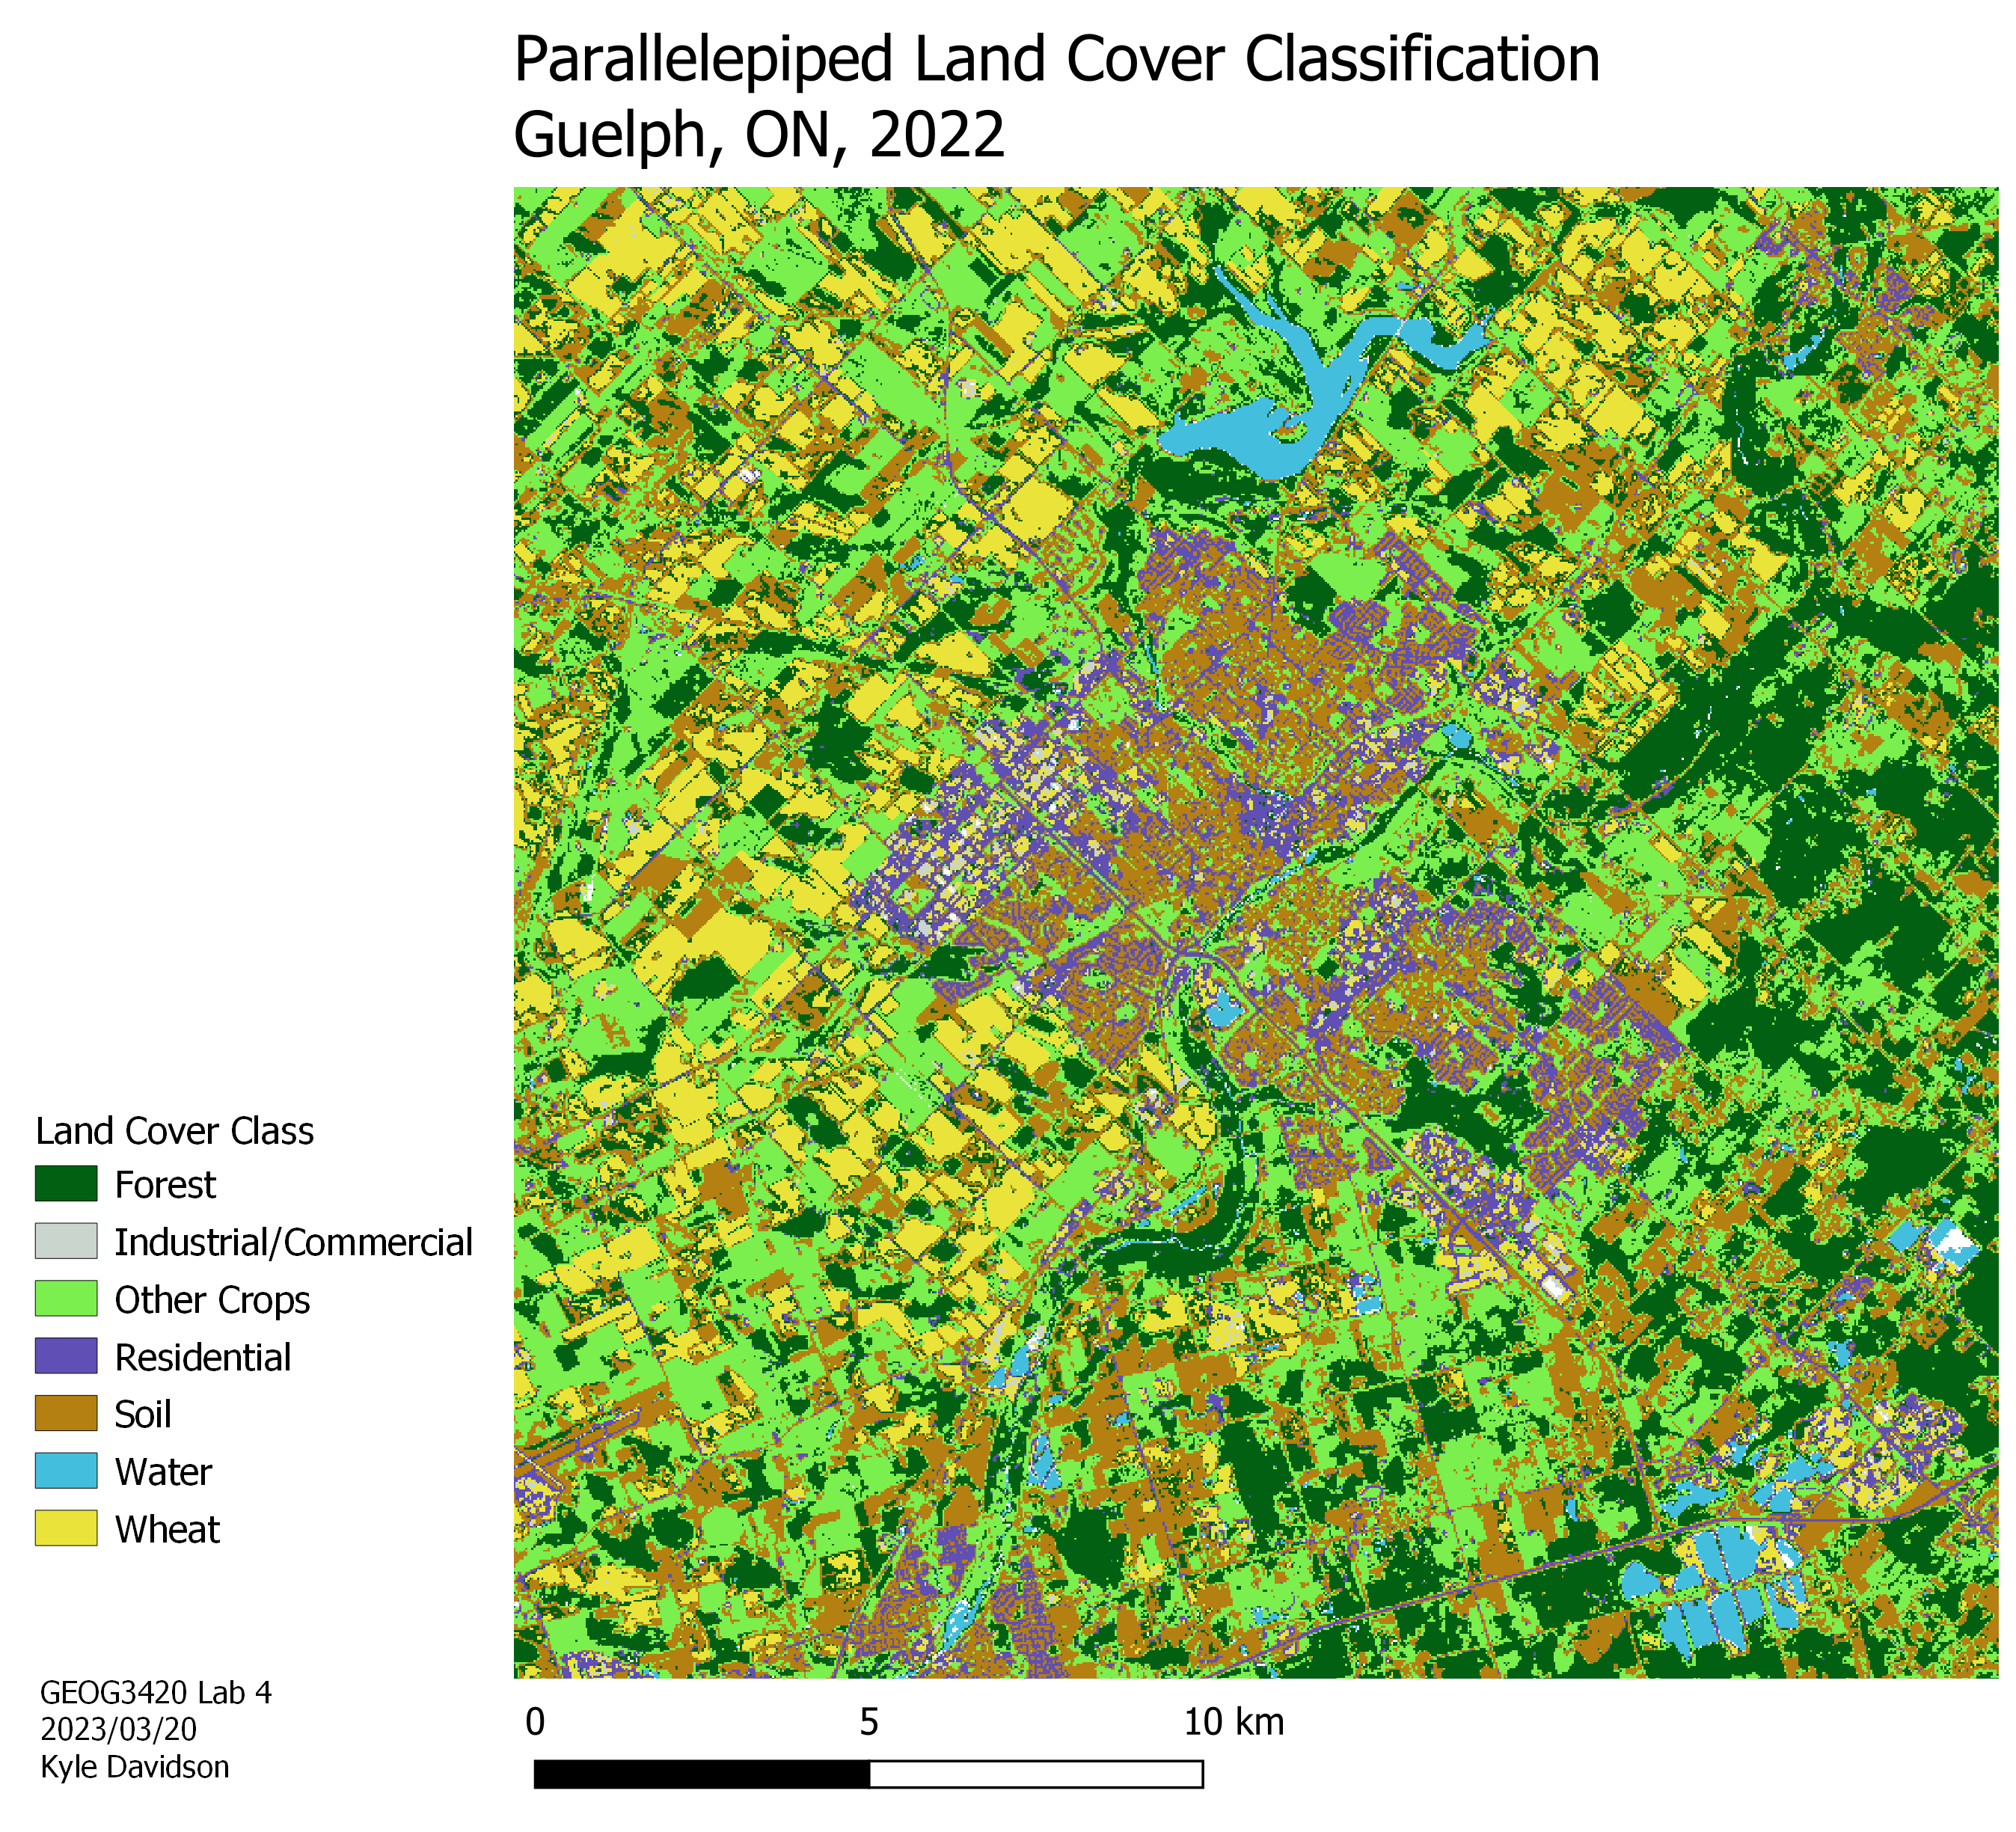 Parallelepiped Land Cover Classification
Guelph, ON, 2022
Land Cover Class
Forest
Industrial/Commercial
Other Crops
Residential
Soil
Water
Wheat
GEOG3420 Lab 4
2023/03/20
Kyle Davidson
0 5 10 km